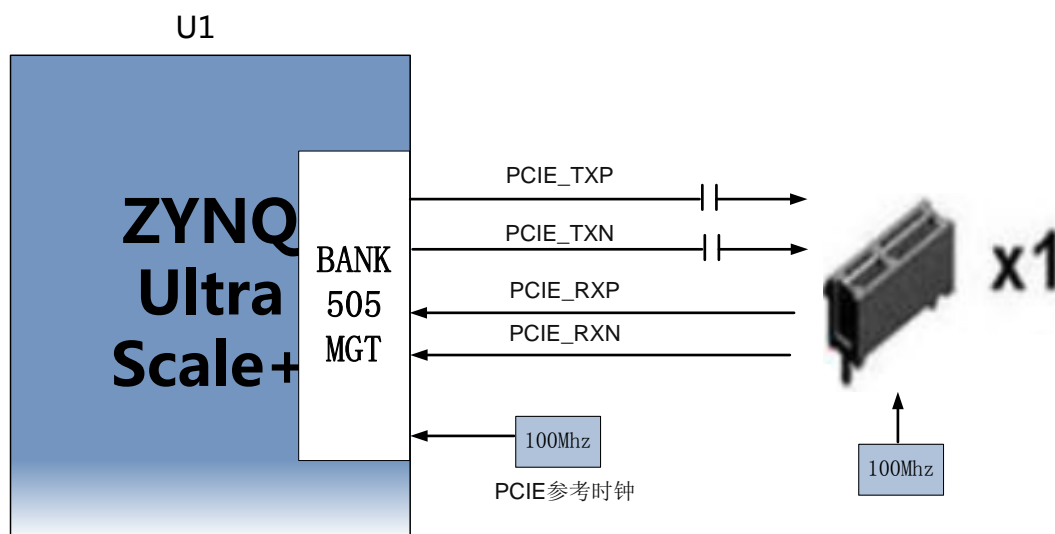 U1
ZYNQ
Ultra
Scale+
BANK
505
MGT
PCIE_TXP
PCIE_TXN
PCIE_RXP
PCIE_RXN
x1
100Mhz
PCIE参考时钟
100Mhz